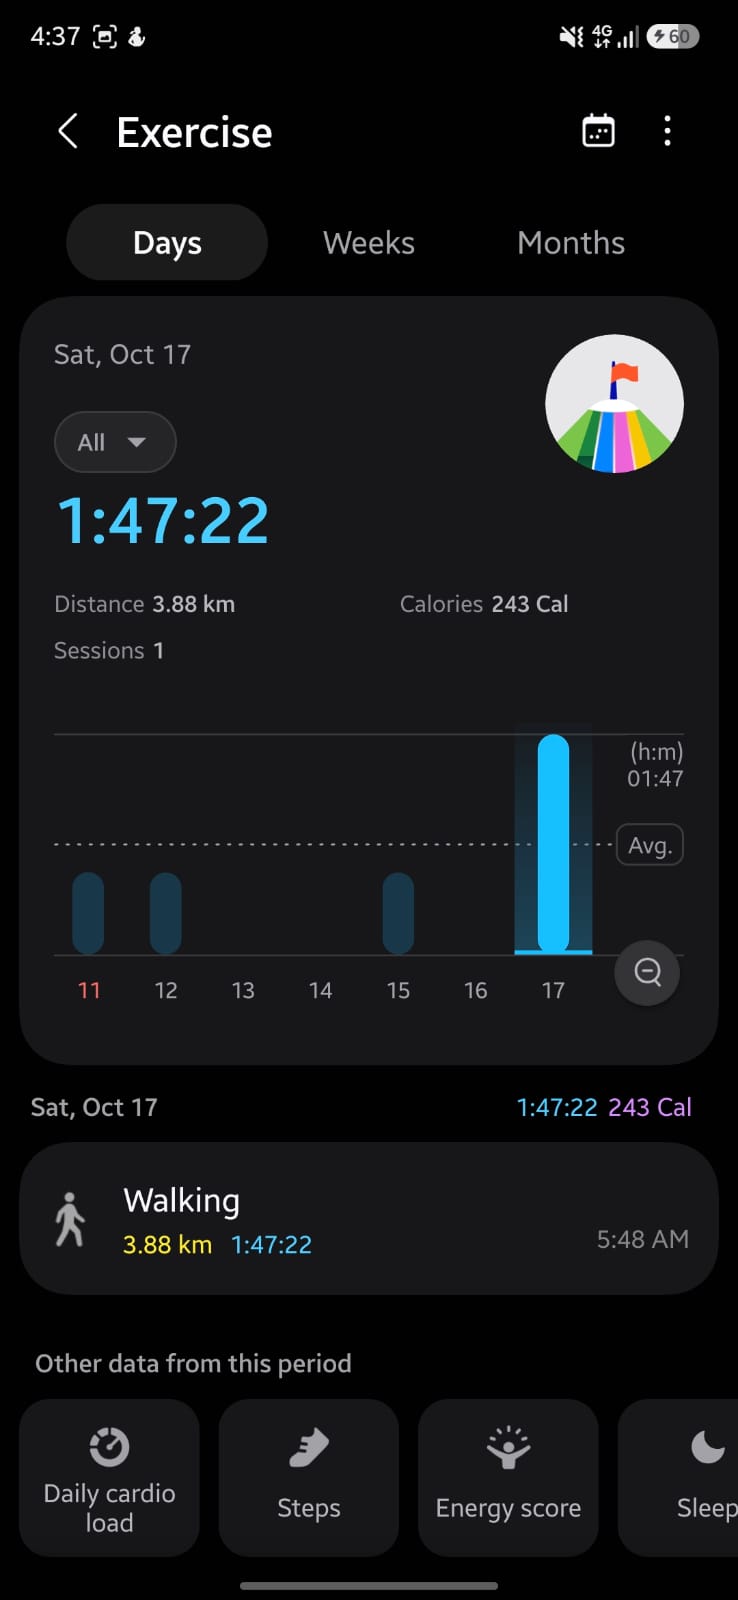 4:37
4G
60
Exercise
Days Weeks Months
Sat, Oct 17
All
1:47:22
Distance 3.88 km Calories 243 Cal
Sessions 1
(h:m)
01:47
Avg.
11 12 13 14 15 16 17
Sat, Oct 17 1:47:22 243 Cal
Walking
3.88 km 1:47:22 5:48 AM
Other data from this period
Daily cardio
load
Steps
Energy score
Sleep